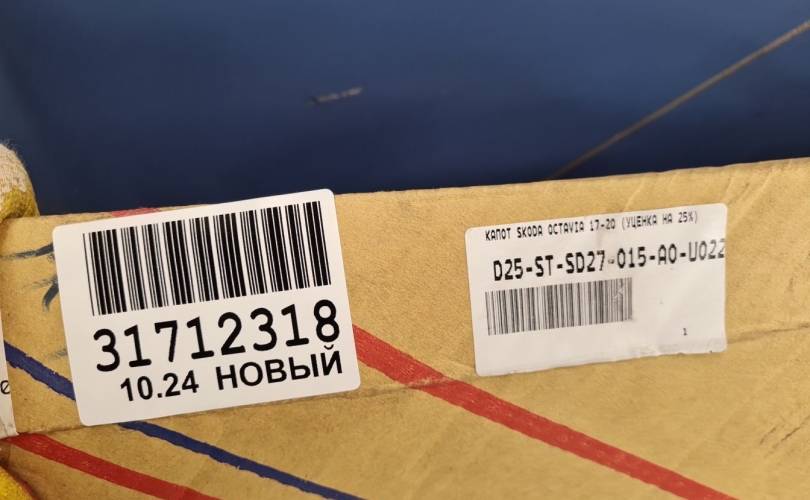 31712318
10.24 НОВЫЙ
КАПОТ SKODA OCTAVIA 17-20 (УЦЕНКА НА 25%)
D25-ST-SD27-015-A0-U022
1